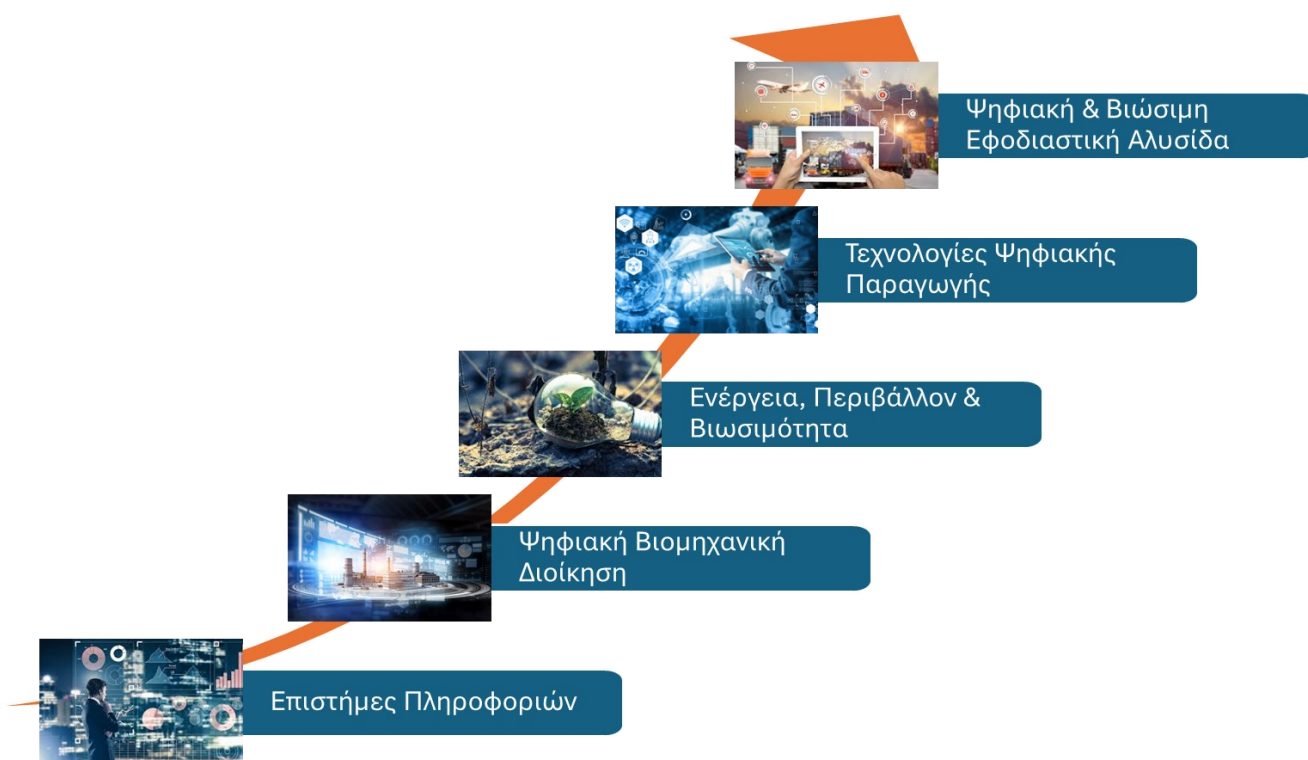 Ψηφιακή & Βιώσιμη
Εφοδιαστική Αλυσίδα
Τεχνολογίες Ψηφιακής
Παραγωγής
Ενέργεια, Περιβάλλον &
Βιωσιμότητα
Ψηφιακή Βιομηχανική
Διοίκηση
Επιστήμες Πληροφοριών